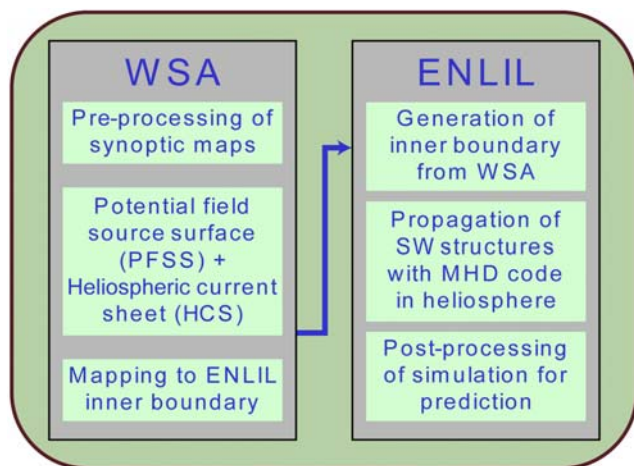 WSA
Pre-processing of
synoptic maps
Potential field
source surface
(PFSS) +
Heliospheric current
sheet (HCS)
Mapping to ENLIL
inner boundary
ENLIL
Generation of
inner boundary
from WSA
Propagation of
SW structures
with MHD code
in heliosphere
Post-processing
of simulation for
prediction